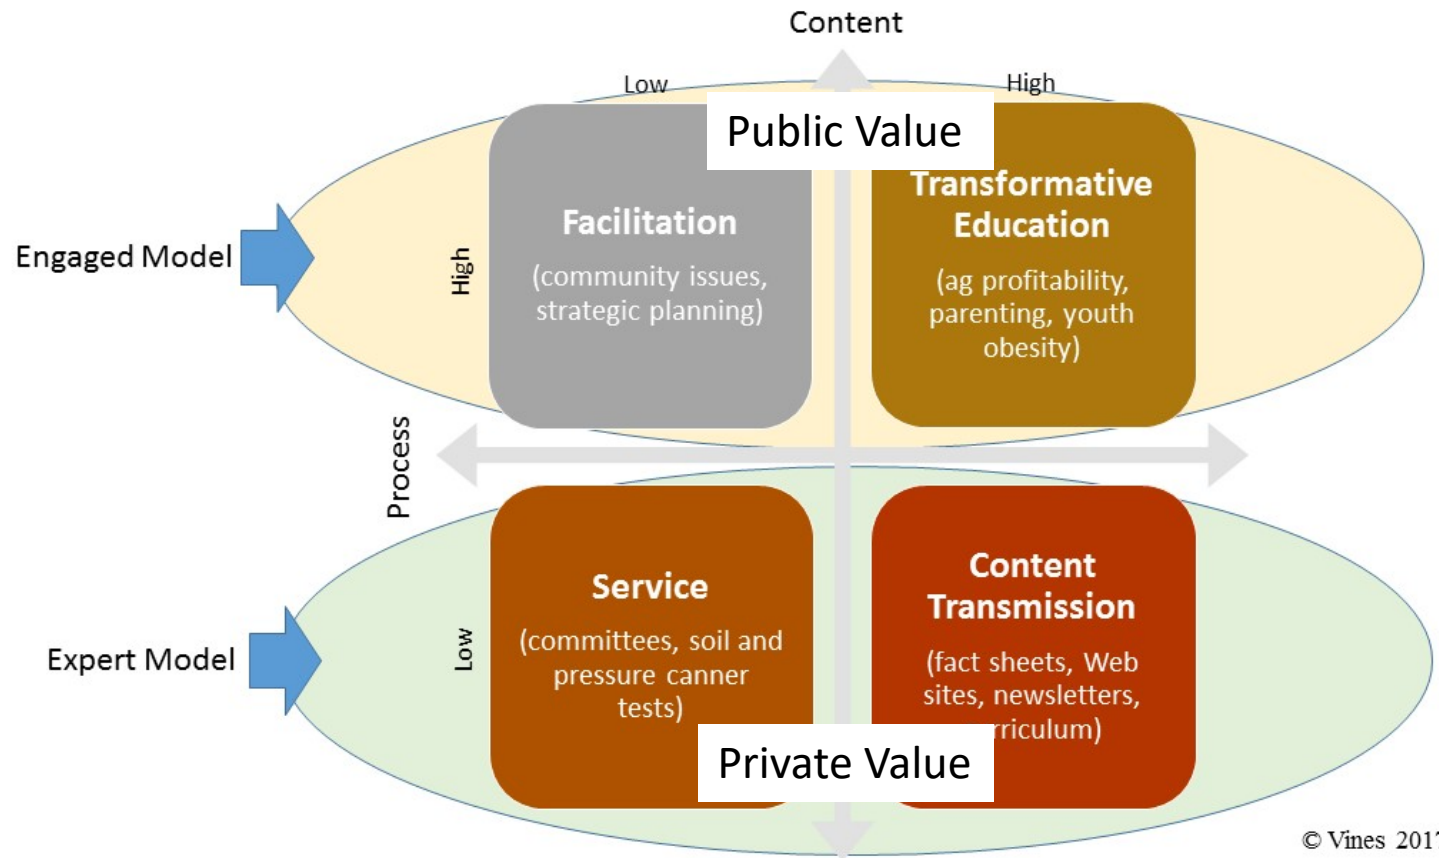 Content
Low
High
Public Value
Facilitation
(community issues,
strategic planning)
Transformative
Education
(ag profitability,
parenting, youth
obesity)
Engaged Model
High
Process
Service
(committees, soil and
pressure canner
tests)
Content
Transmission
(fact sheets, Web
sites, newsletters,
rriculum)
Expert Model
Low
Private Value
© Vines 2017